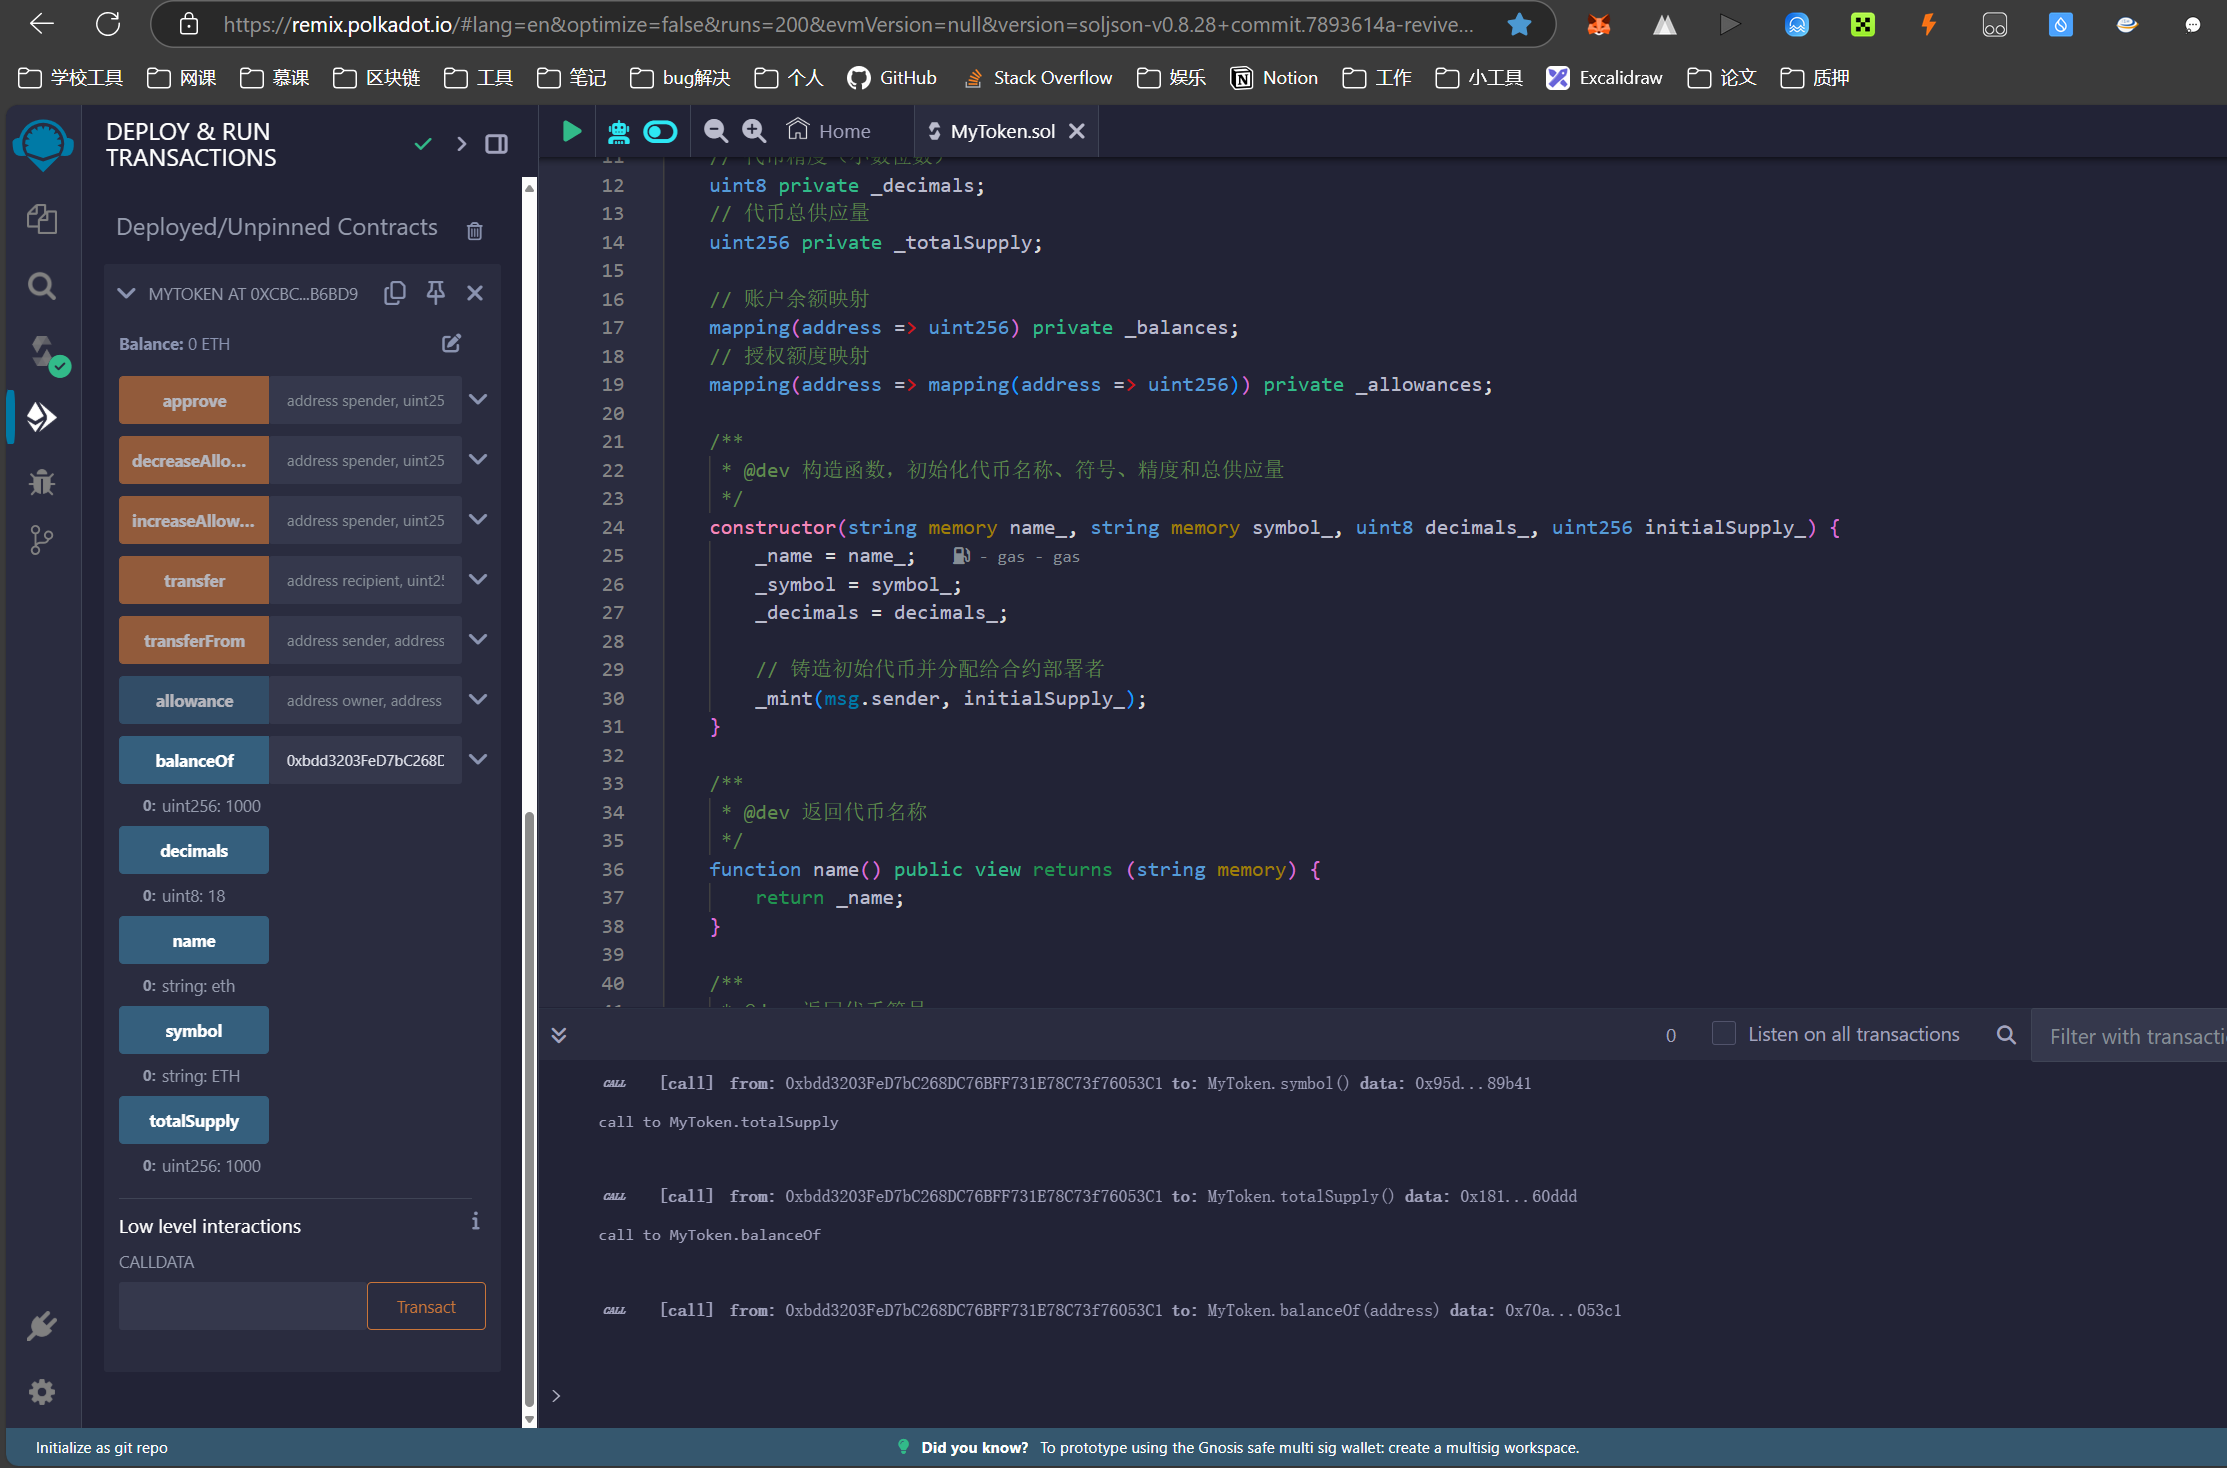 https://remix.polkadot.io/#lang=en&optimize=false&runs=200&evmVersion=null&version=soljson-v0.8.28+commit.7893614a-revive...
学校工具 网课 慕课 区块链 工具 笔记 bug解决 个人 GitHub Stack Overflow 娱乐 Notion 工作 小工具 Excalidraw 论文 质押
DEPLOY & RUN
TRANSACTIONS
Deployed/Unpinned Contracts
MYTOKEN AT 0XCBC...B6BD9
Balance: 0 ETH
approve address spender, uint25
decreaseAllo... address spender, uint25
increaseAllow... address spender, uint25
transfer address recipient, uint25
transferFrom address sender, address
allowance address owner, address
balanceOf 0xbdd3203FeD7bC268D
0: uint256: 1000
decimals
0: uint8: 18
name
0: string: eth
symbol
0: string: ETH
totalSupply
0: uint256: 1000
Low level interactions
CALLDATA
Transact
Home MyToken.sol
11 // 代币精度（小数位数）
12 uint8 private _decimals;
13 // 代币总供应量
14 uint256 private _totalSupply;
15
16 // 账户余额映射
17 mapping(address => uint256) private _balances;
18 // 授权额度映射
19 mapping(address => mapping(address => uint256)) private _allowances;
20
21 /**
22 * @dev 构造函数，初始化代币名称、符号、精度和总供应量
23 */
24 constructor(string memory name_, string memory symbol_, uint8 decimals_, uint256 initialSupply_) {
25 _name = name_; - gas - gas
26 _symbol = symbol_;
27 _decimals = decimals_;
28
29 // 铸造初始代币并分配给合约部署者
30 _mint(msg.sender, initialSupply_);
31 }
32
33 /**
34 * @dev 返回代币名称
35 */
36 function name() public view returns (string memory) {
37 return _name;
38 }
39
40 /**
41 * @dev 返回代币符号
0 Listen on all transactions Filter with transacti
CALL [call] from: 0xbdd3203FeD7bC268DC76BFF731E78C73f76053C1 to: MyToken.symbol() data: 0x95d...89b41
call to MyToken.totalSupply
CALL [call] from: 0xbdd3203FeD7bC268DC76BFF731E78C73f76053C1 to: MyToken.totalSupply() data: 0x181...60ddd
call to MyToken.balanceOf
CALL [call] from: 0xbdd3203FeD7bC268DC76BFF731E78C73f76053C1 to: MyToken.balanceOf(address) data: 0x70a...053c1
>
Initialize as git repo
Did you know? To prototype using the Gnosis safe multi sig wallet: create a multisig workspace.